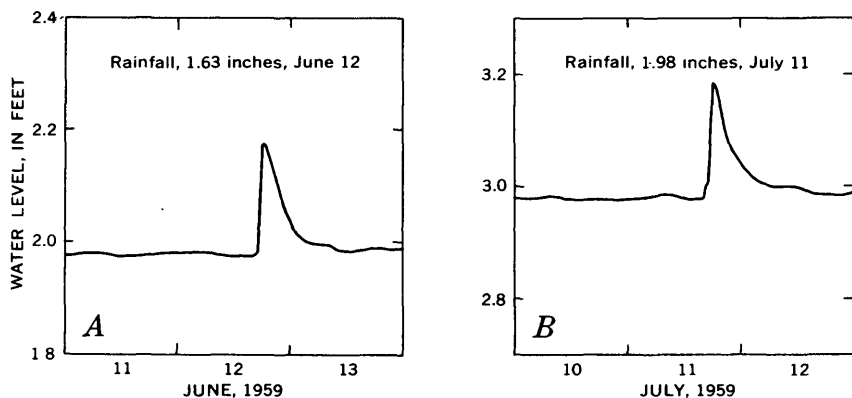 WATER LEVEL, IN FEET
2.4
2.2
2.0
1.8
Rainfall, 1.63 inches, June 12
A
11 12 13
JUNE, 1959
3.2
3.0
2.8
Rainfall, 1.98 inches, July 11
B
10 11 12
JULY, 1959